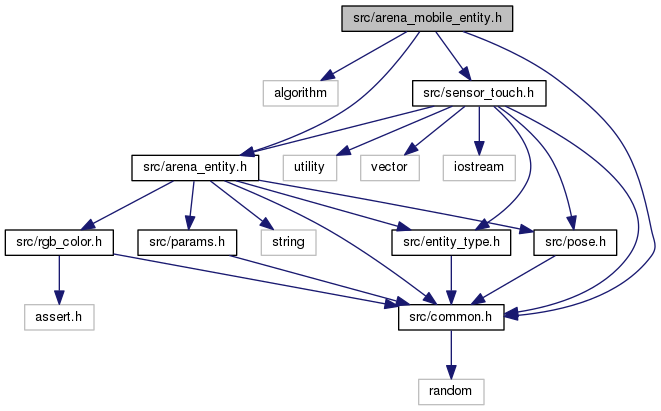 src/arena_mobile_entity.h
algorithm
src/sensor_touch.h
src/arena_entity.h
utility
vector
iostream
src/rgb_color.h
src/params.h
string
src/entity_type.h
src/pose.h
assert.h
src/common.h
random